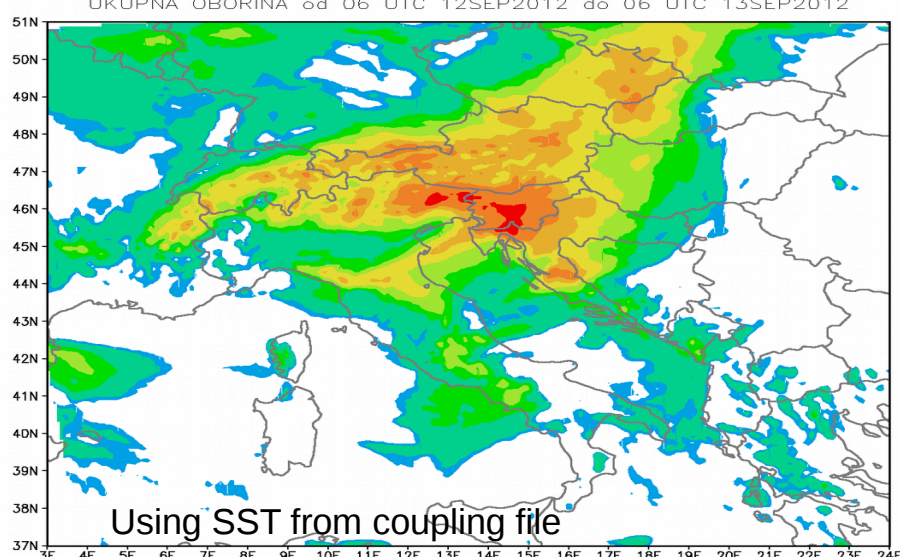 UKUPNA OBORINA od 06 UTC 12SEP2012 do 06 UTC 13SEP2012
51N
50N
49N
48N
47N
46N
45N
44N
43N
42N
41N
40N
39N
38N
37N
Using SST from coupling file
3E 4E 5E 6E 7E 8E 9E 10E 11E 12E 13E 14E 15E 16E 17E 18E 19E 20E 21E 22E 23E 24E